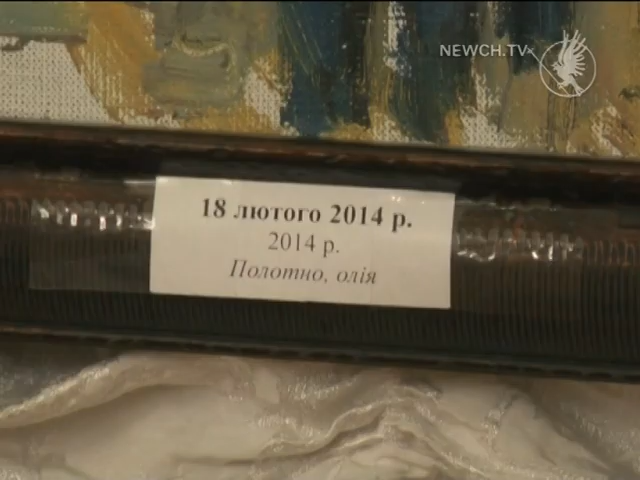 NEWCH.TV
18 лютого 2014 р.
2014 р.
Полотно, олія